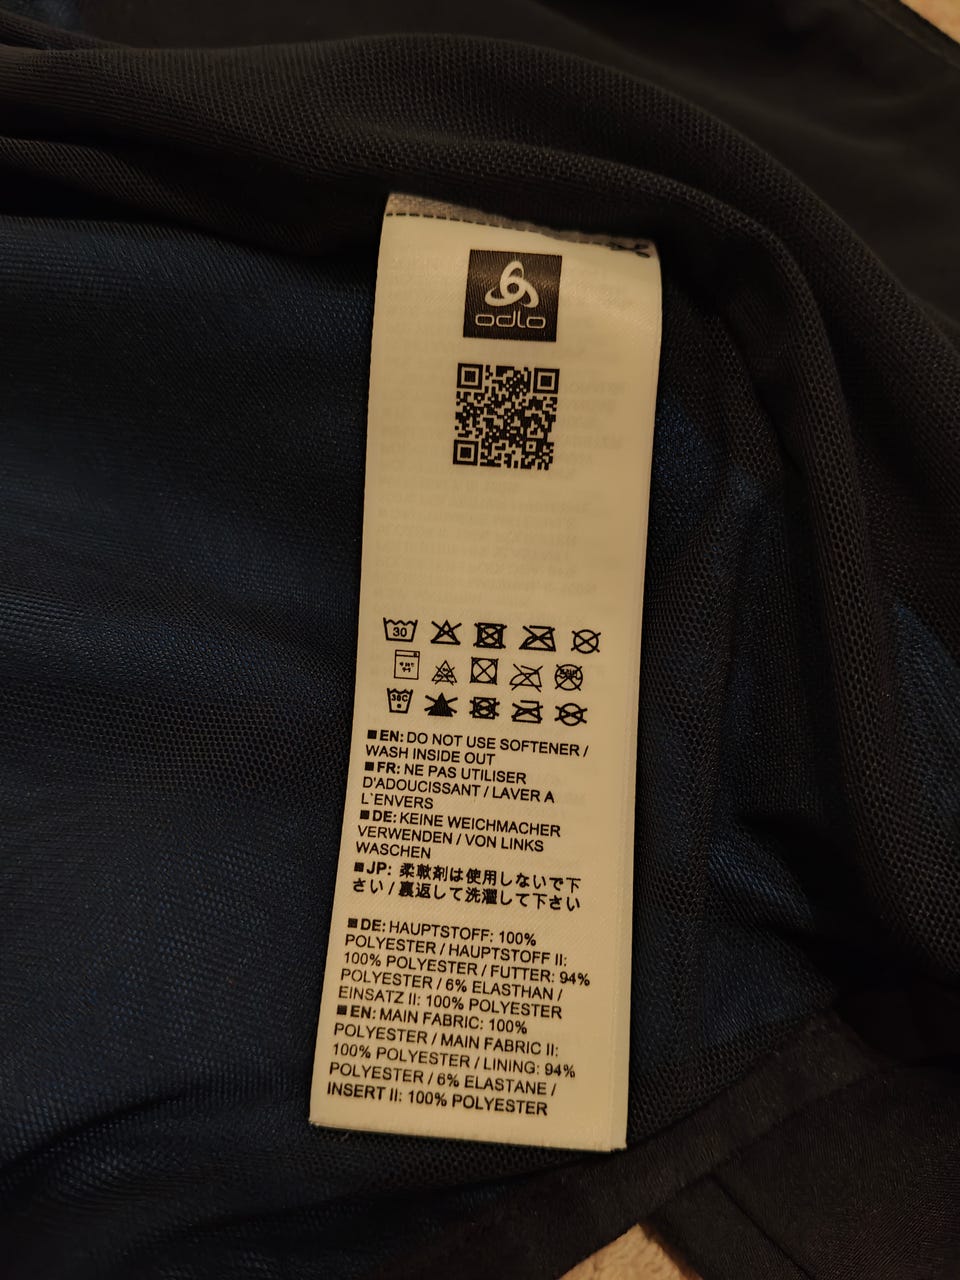 odlo
30
30C
■ EN: DO NOT USE SOFTENER /
WASH INSIDE OUT
■ FR: NE PAS UTILISER
D'ADOUCISSANT / LAVER A
L`ENVERS
■ DE: KEINE WEICHMACHER
VERWENDEN / VON LINKS
WASCHEN
■ JP: 柔軟剤は使用しないで下
さい / 裏返して洗濯して下さい
■ DE: HAUPTSTOFF: 100%
POLYESTER / HAUPTSTOFF II:
100% POLYESTER / FUTTER: 94%
POLYESTER / 6% ELASTHAN /
EINSATZ II: 100% POLYESTER
■ EN: MAIN FABRIC: 100%
POLYESTER / MAIN FABRIC II:
100% POLYESTER / LINING: 94%
POLYESTER / 6% ELASTANE /
INSERT II: 100% POLYESTER